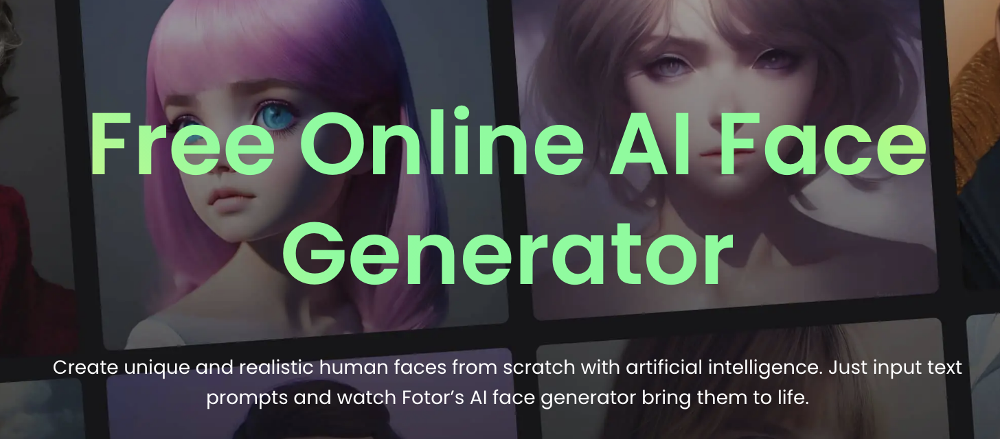 Free Online AI Face
Generator
Create unique and realistic human faces from scratch with artificial intelligence. Just input text
prompts and watch Fotor’s AI face generator bring them to life.